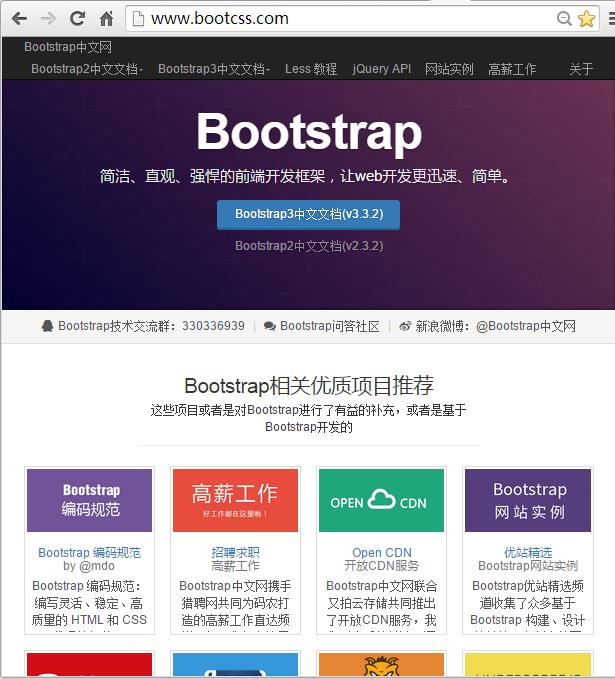 www.bootcss.com
Bootstrap中文网
Bootstrap2中文文档 Bootstrap3中文文档 Less 教程 jQuery API 网站实例 高薪工作 关于
Bootstrap
简洁、直观、强悍的前端开发框架，让web开发更迅速、简单。
Bootstrap3中文文档(v3.3.2)
Bootstrap2中文文档(v2.3.2)
Bootstrap技术交流群：330336939 | Bootstrap问答社区 | 新浪微博：@Bootstrap中文网
Bootstrap相关优质项目推荐
这些项目或者是对Bootstrap进行了有益的补充，或者是基于
Bootstrap开发的
Bootstrap
编码规范
Bootstrap 编码规范
by @mdo
Bootstrap 编码规范：
编写灵活、稳定、高
质量的 HTML 和 CSS
高薪工作
好工作都在这里啦！
招聘求职
高薪工作
Bootstrap中文网携手
猎聘网共同为码农打
造的高薪工作直达频
OPEN CDN
Open CDN
开放CDN服务
Bootstrap中文网联合
又拍云存储共同推出
了开放CDN服务，我
Bootstrap
网站实例
优站精选
Bootstrap网站实例
Bootstrap优站精选频
道收集了众多基于
Bootstrap 构建、设计